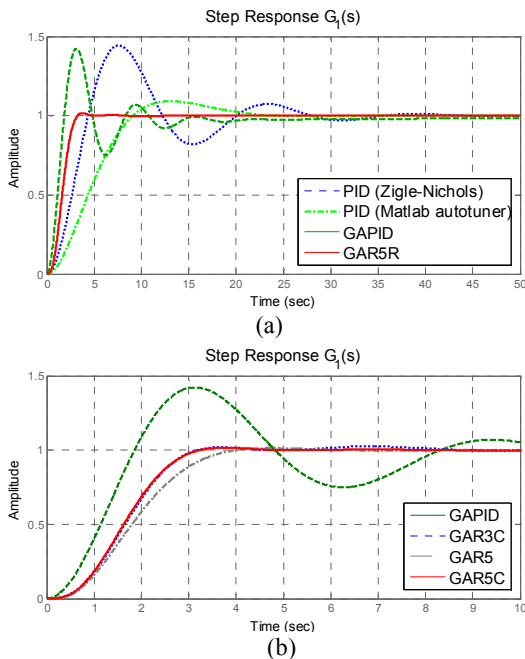 Step Response G1(s)
1.5
1
0.5
0
Amplitude
PID (Zigle-Nichols)
PID (Matlab autotuner)
GAPID
GAR5R
0 5 10 15 20 25 30 35 40 45 50
Time (sec)
(a)
Step Response G1(s)
1.5
1
0.5
0
Amplitude
GAPID
GAR3C
GAR5
GAR5C
0 1 2 3 4 5 6 7 8 9 10
Time (sec)
(b)